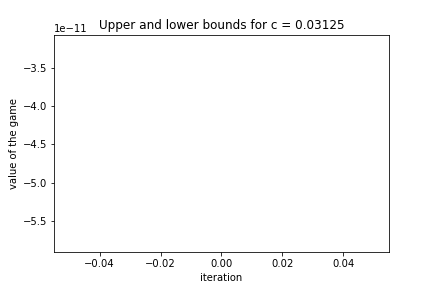 Upper and lower bounds for c = 0.03125
1e−11
−3.5
−4.0
−4.5
−5.0
−5.5
value of the game
−0.04 −0.02 0.00 0.02 0.04
iteration